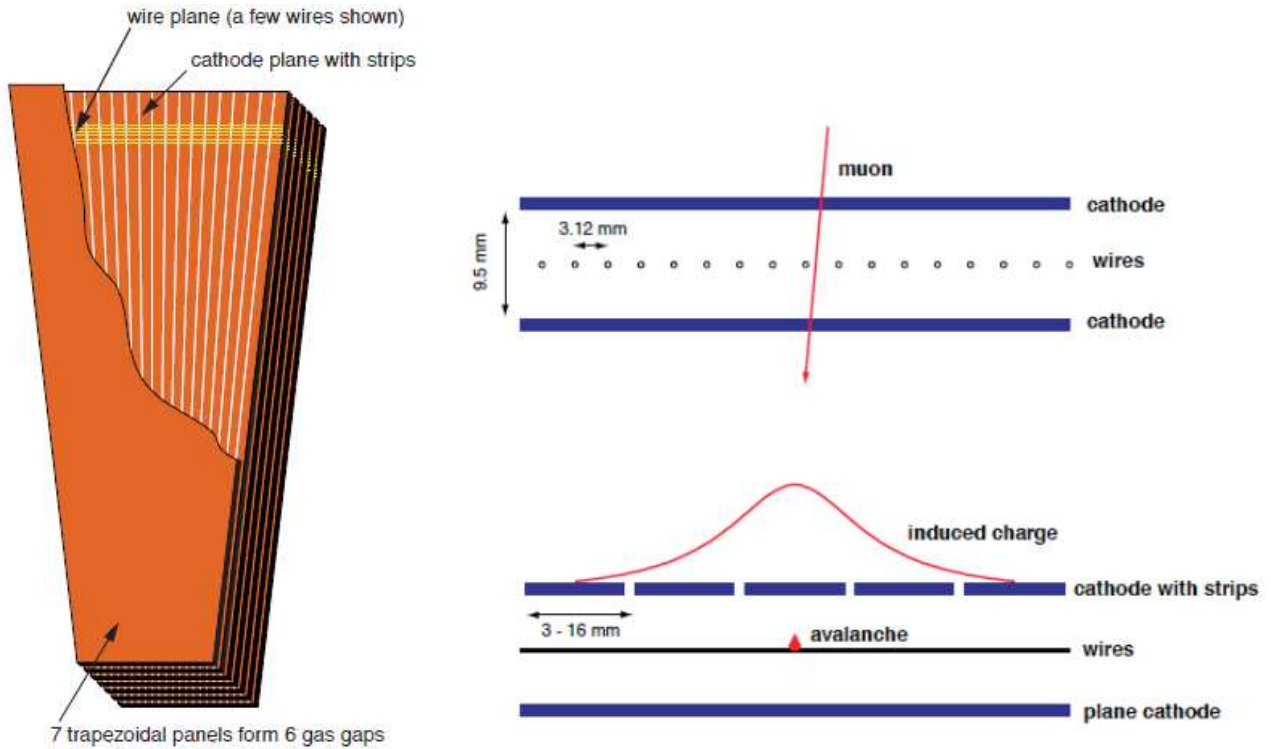 wire plane (a few wires shown)
cathode plane with strips
7 trapezoidal panels form 6 gas gaps
muon
cathode
3.12 mm
wires
9.5 mm
cathode
induced charge
cathode with strips
3 - 16 mm
avalanche
wires
plane cathode